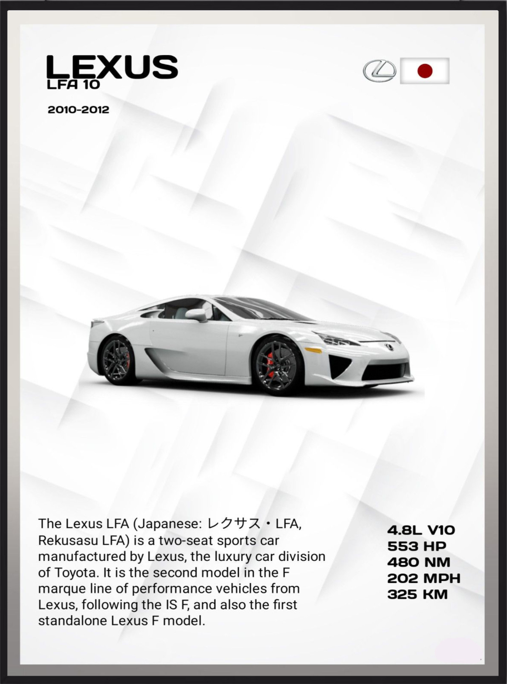 LEXUS
LFA 10
2010-2012
The Lexus LFA (Japanese: レクサス・LFA,
Rekusasu LFA) is a two-seat sports car
manufactured by Lexus, the luxury car division
of Toyota. It is the second model in the F
marque line of performance vehicles from
Lexus, following the IS F, and also the first
standalone Lexus F model.
4.8L V10
553 HP
480 NM
202 MPH
325 KM